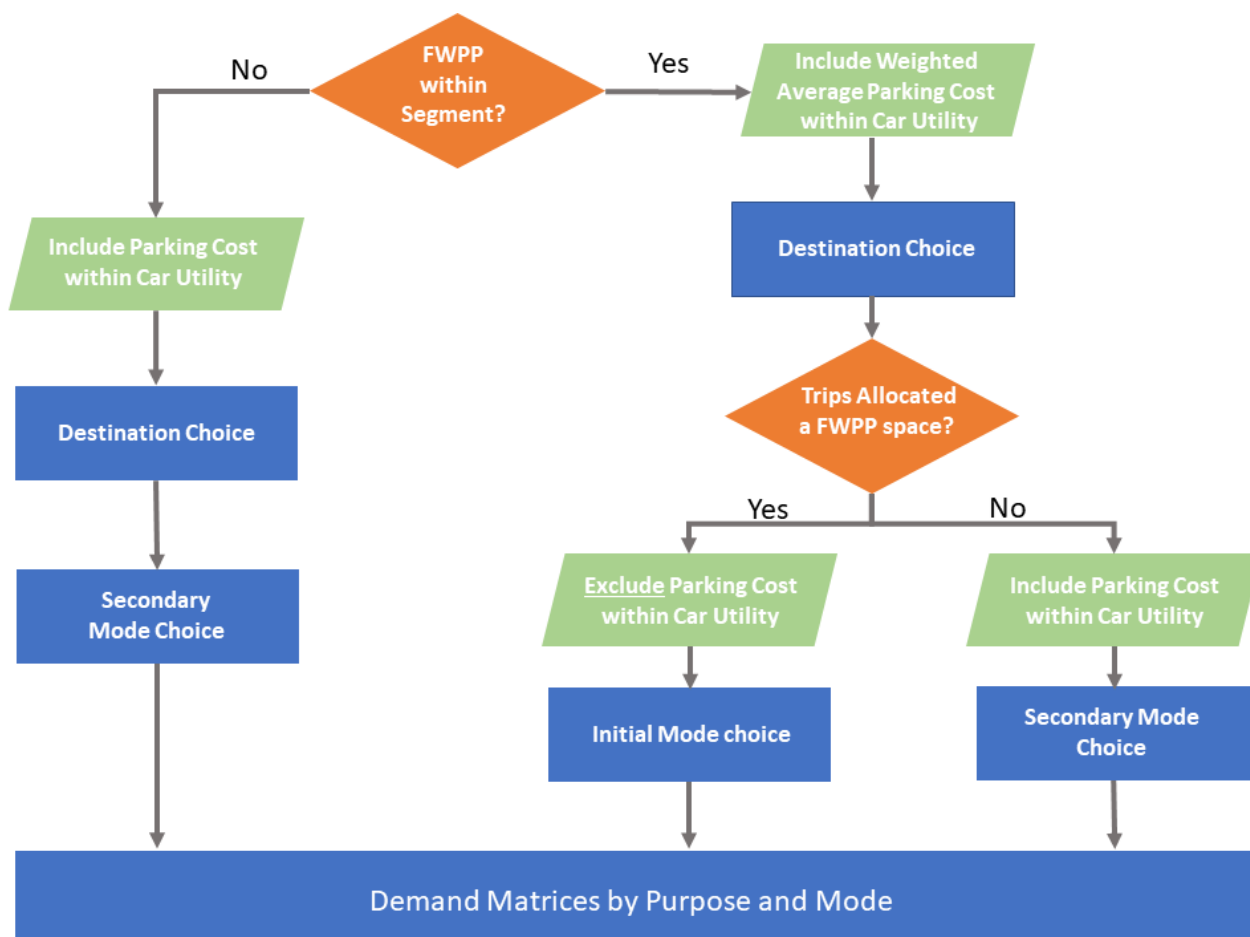 FWPP
within
Segment?
No
Yes
Include Weighted
Average Parking Cost
within Car Utility
Include Parking Cost
within Car Utility
Destination Choice
Destination Choice
Trips Allocated
a FWPP space?
Yes
No
Secondary
Mode Choice
Exclude Parking Cost
within Car Utility
Include Parking Cost
within Car Utility
Initial Mode choice
Secondary Mode
Choice
Demand Matrices by Purpose and Mode